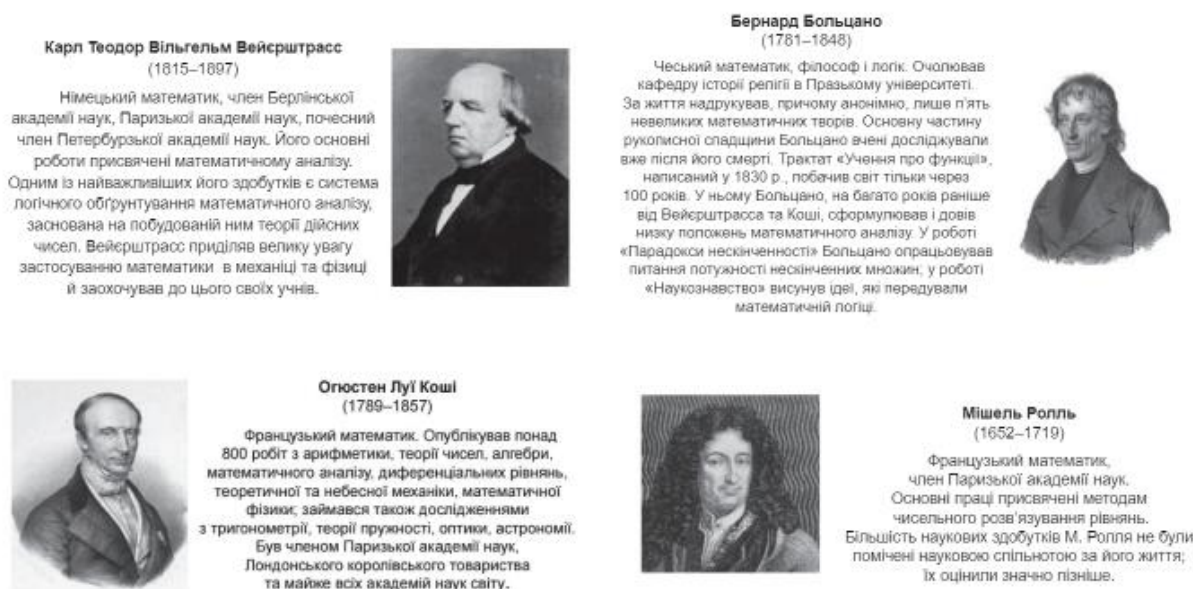 Карл Теодор Вільгельм Вейєрштрасс
(1815–1897)
Німецький математик, член Берлінської
академії наук, Паризької академії наук, почесний
член Петербурзької академії наук. Його основні
роботи присвячені математичному аналізу.
Одним із найважливіших його здобутків є система
логічного обґрунтування математичного аналізу,
заснована на побудованій ним теорії дійсних
чисел. Вейєрштрасс приділяв велику увагу
застосуванню математики в механіці та фізиці
й заохочував до цього своїх учнів.
Бернард Больцано
(1781–1848)
Чеський математик, філософ і логік. Очолював
кафедру історії релігії в Празькому університеті.
За життя надрукував, причому анонімно, лише п'ять
невеликих математичних творів. Основну частину
рукописної спадщини Больцано вчені досліджували
вже після його смерті. Трактат «Учення про функції»,
написаний у 1830 р., побачив світ тільки через
100 років. У ньому Больцано, на багато років раніше
від Вейєрштрасса та Коші, сформулював і довів
низку положень математичного аналізу. У роботі
«Парадокси нескінченності» Больцано опрацьовував
питання потужності нескінченних множин; у роботі
«Наукознавство» висунув ідеї, які передували
математичній логіці.
Огюстен Луї Коші
(1789–1857)
Французький математик. Опублікував понад
800 робіт з арифметики, теорії чисел, алгебри,
математичного аналізу, диференціальних рівнянь,
теоретичної та небесної механіки, математичної
фізики; займався також дослідженнями
з тригонометрії, теорії пружності, оптики, астрономії.
Був членом Паризької академії наук,
Лондонського королівського товариства
та майже всіх академій наук світу.
Мішель Ролль
(1652–1719)
Французький математик,
член Паризької академії наук.
Основні праці присвячені методам
чисельного розв'язування рівнянь.
Більшість наукових здобутків М. Ролля не були
помічені науковою спільнотою за його життя;
їх оцінили значно пізніше.